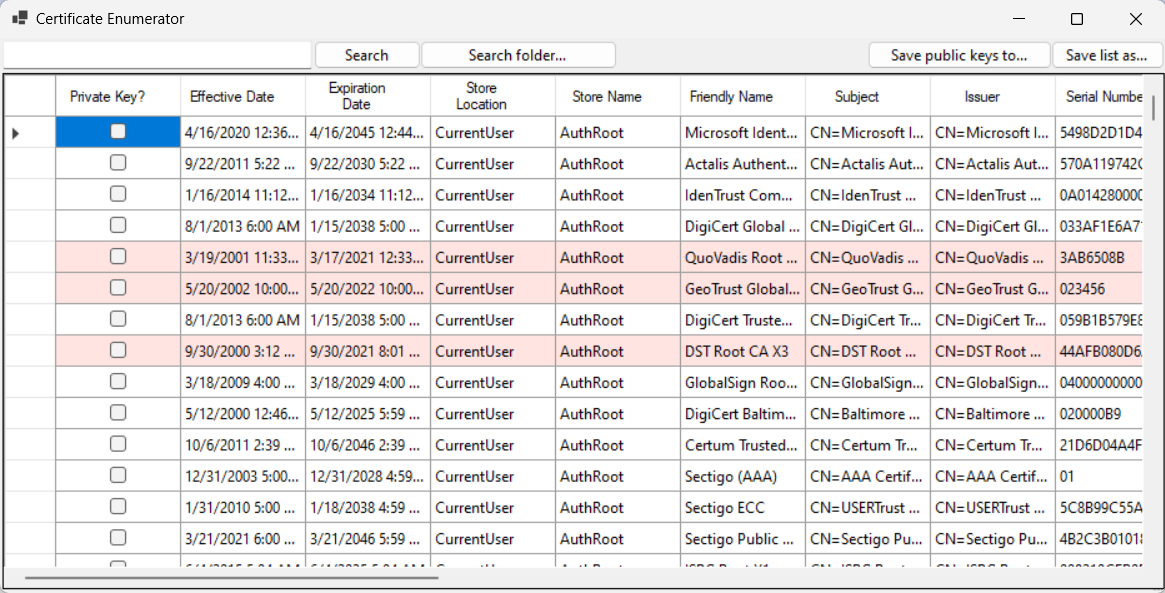 Certificate Enumerator
Search Search folder... Save public keys to... Save list as...
Private Key? Effective Date Expiration Date Store Location Store Name Friendly Name Subject Issuer Serial Numbe
4/16/2020 12:36... 4/16/2045 12:44... CurrentUser AuthRoot Microsoft Ident... CN=Microsoft I... CN=Microsoft I... 5498D2D1D4
9/22/2011 5:22 ... 9/22/2030 5:22 ... CurrentUser AuthRoot Actalis Authent... CN=Actalis Aut... CN=Actalis Aut... 570A119742C
1/16/2014 11:12... 1/16/2034 11:12... CurrentUser AuthRoot IdenTrust Com... CN=IdenTrust ... CN=IdenTrust ... 0A014280000
8/1/2013 6:00 AM 1/15/2038 5:00 ... CurrentUser AuthRoot DigiCert Global ... CN=DigiCert Gl... CN=DigiCert Gl... 033AF1E6A7
3/19/2001 11:33... 3/17/2021 12:33... CurrentUser AuthRoot QuoVadis Root ... CN=QuoVadis ... CN=QuoVadis ... 3AB6508B
5/20/2002 10:00... 5/20/2022 10:00... CurrentUser AuthRoot GeoTrust Global... CN=GeoTrust G... CN=GeoTrust G... 023456
8/1/2013 6:00 AM 1/15/2038 5:00 ... CurrentUser AuthRoot DigiCert Truste... CN=DigiCert Tr... CN=DigiCert Tr... 059B1B579E8
9/30/2000 3:12 ... 9/30/2021 8:01 ... CurrentUser AuthRoot DST Root CA X3 CN=DST Root ... CN=DST Root ... 44AFB080D6
3/18/2009 4:00 ... 3/18/2029 4:00 ... CurrentUser AuthRoot GlobalSign Roo... CN=GlobalSign... CN=GlobalSign... 04000000000
5/12/2000 12:46... 5/12/2025 5:59 ... CurrentUser AuthRoot DigiCert Baltim... CN=Baltimore ... CN=Baltimore ... 020000B9
10/6/2011 2:39 ... 10/6/2046 2:39 ... CurrentUser AuthRoot Certum Trusted... CN=Certum Tr... CN=Certum Tr... 21D6D04A4F
12/31/2003 5:00... 12/31/2028 4:59... CurrentUser AuthRoot Sectigo (AAA) CN=AAA Certif... CN=AAA Certif... 01
1/31/2010 5:00 ... 1/18/2038 4:59 ... CurrentUser AuthRoot Sectigo ECC CN=USERTrust ... CN=USERTrust ... 5C8B99C55A
3/21/2021 6:00 ... 3/21/2046 5:59 ... CurrentUser AuthRoot Sectigo Public ... CN=Sectigo Pu... CN=Sectigo Pu... 4B2C3B01018